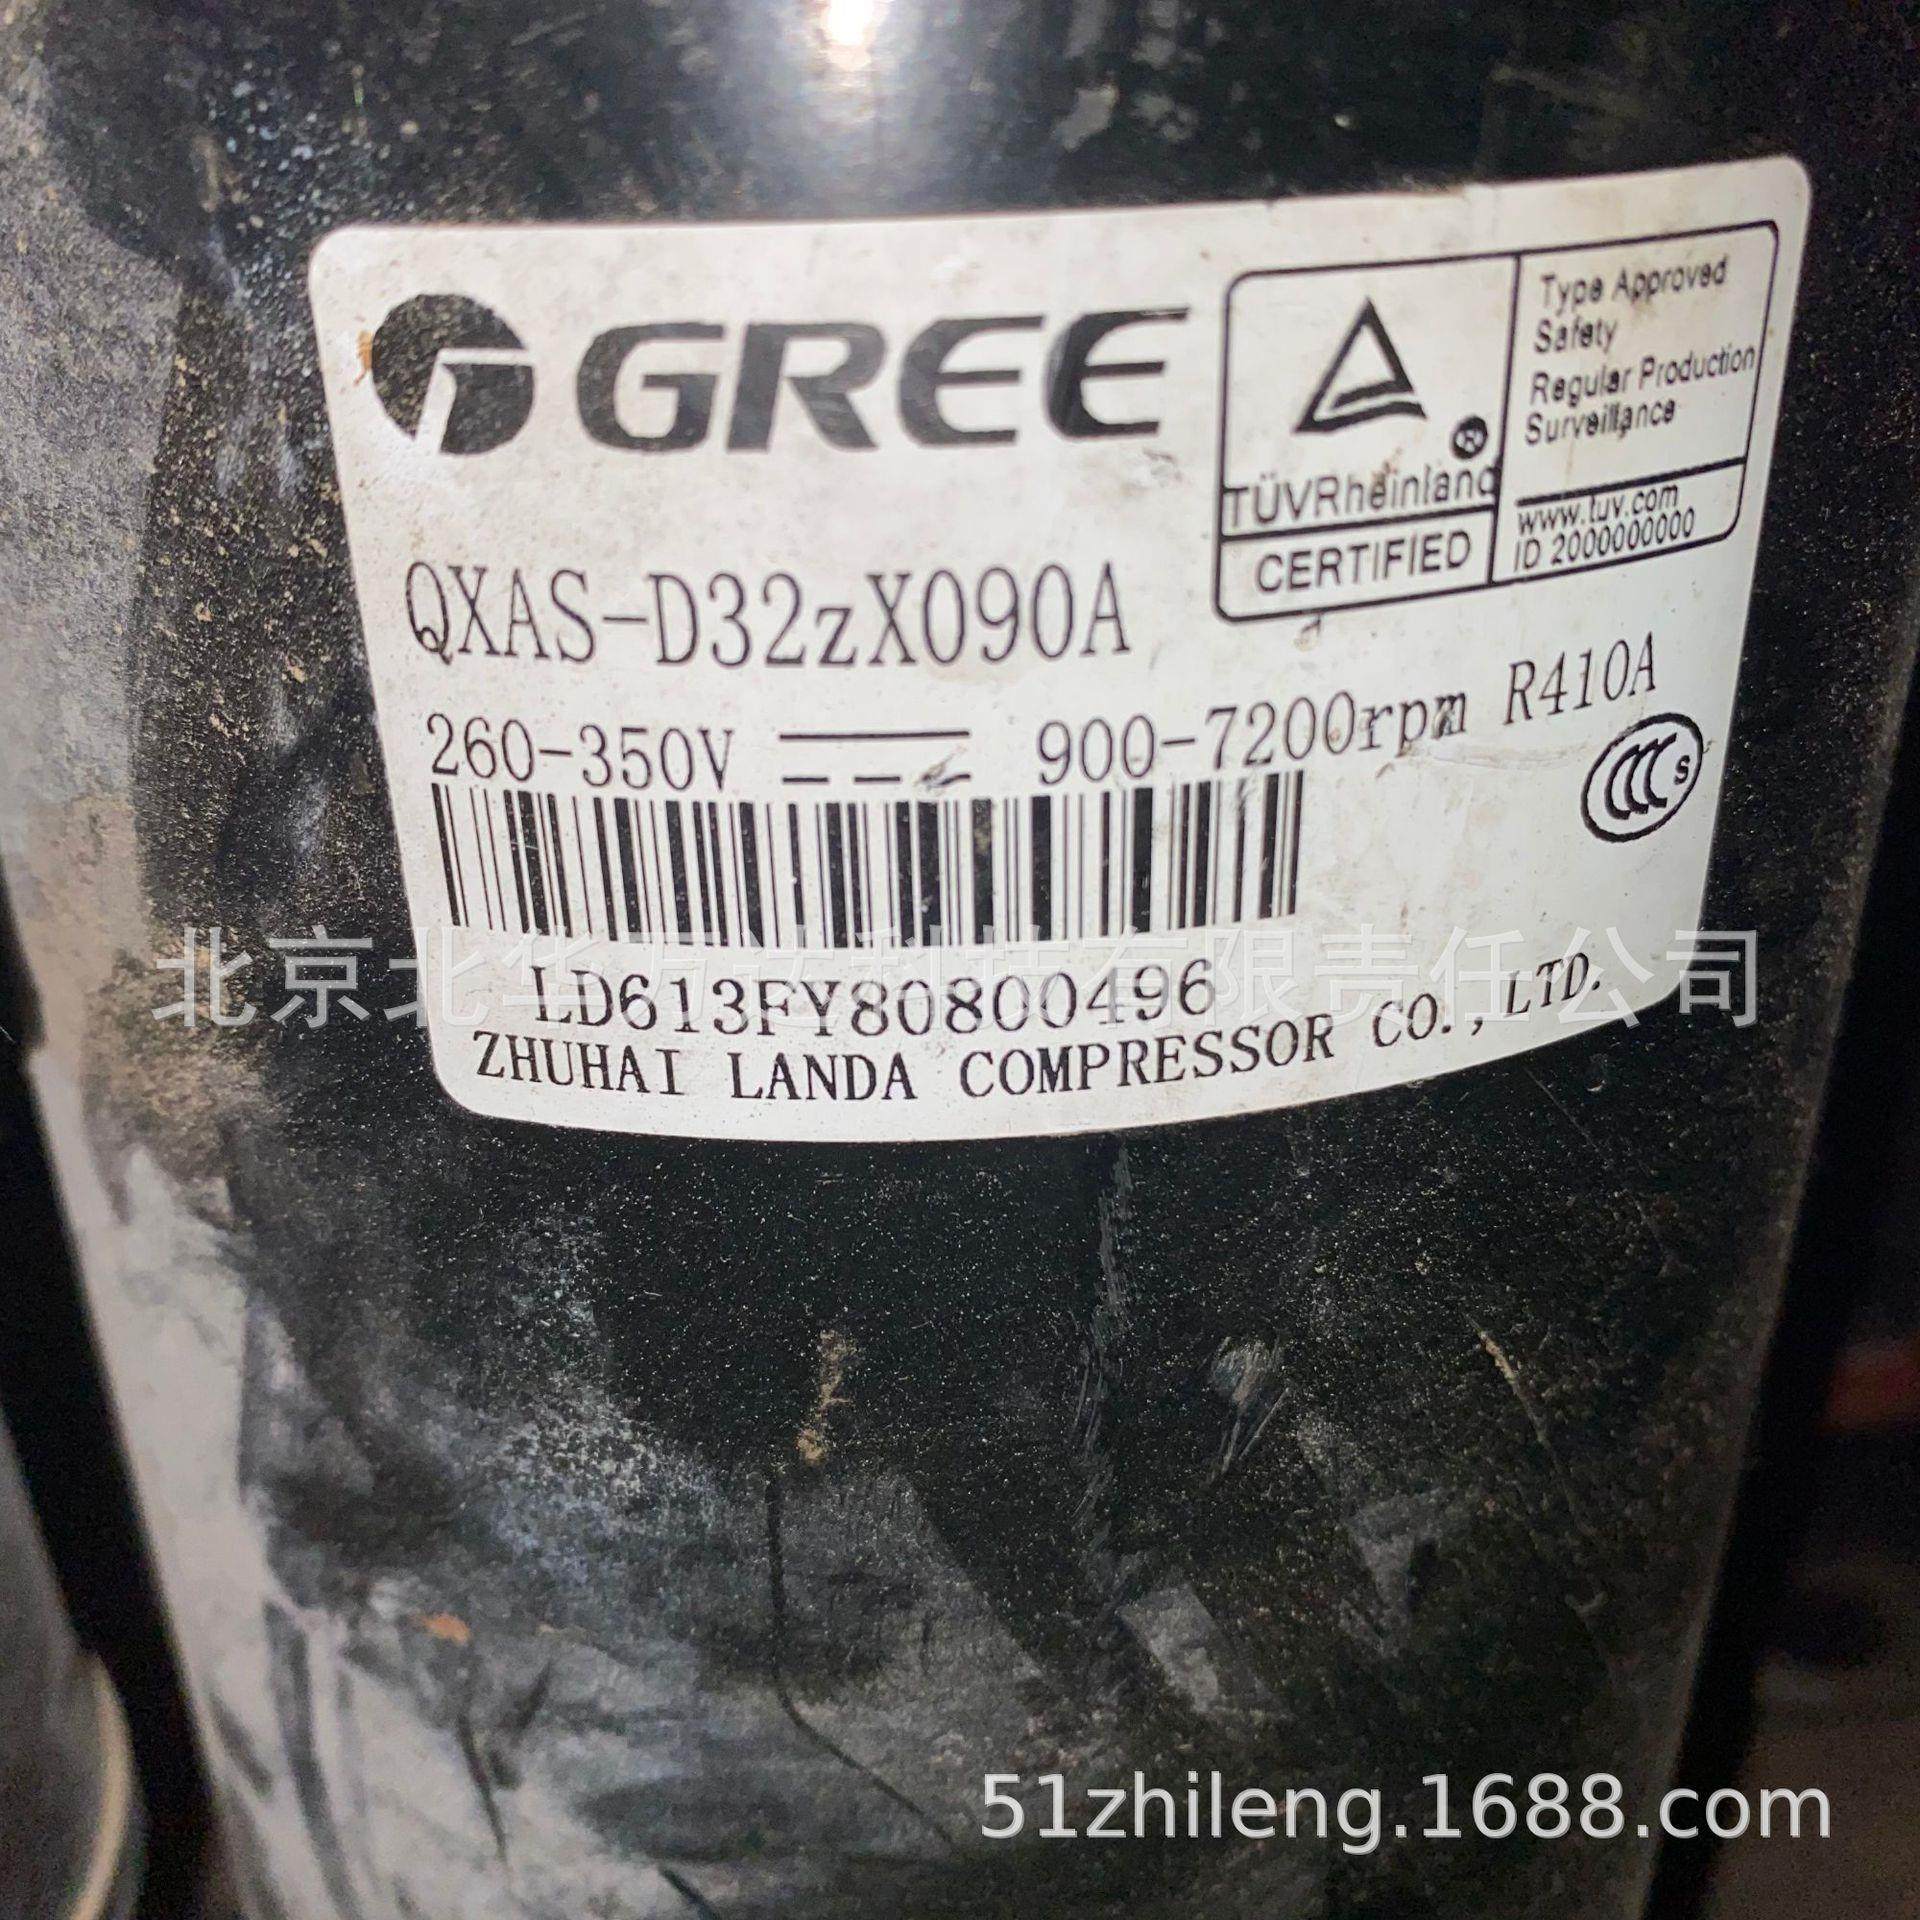 GREE
TÜVRheinland
CERTIFIED
Type Approved
Safety
Regular Production
Surveillance
www.tuv.com
ID 2000000000
QXAS-D32zX090A
260-350V 900-7200rpm R410A
CCC S
LD613FY80800496
北京北华万达科技有限责任公司
ZHUHAI LANDA COMPRESSOR CO.,LTD.
51zhileng.1688.com